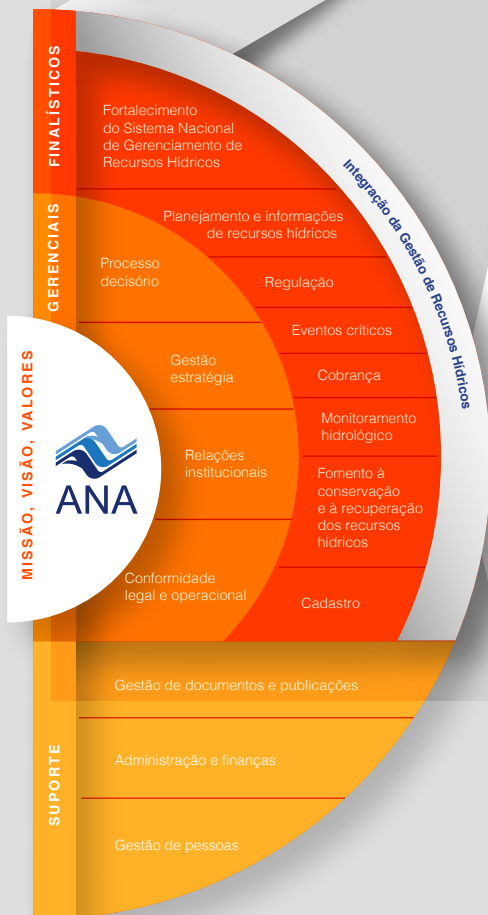 FINALÍSTICOS
Fortalecimento
do Sistema Nacional
de Gerenciamento de
Recursos Hídricos
Planejamento e informações
de recursos hídricos
Regulação
Eventos críticos
Cobrança
Monitoramento
hidrológico
Fomento à
conservação
e à recuperação
dos recursos
hídricos
Cadastro
Integração da Gestão de Recursos Hídricos
GERENCIAIS
Processo
decisório
Gestão
estratégia
Relações
institucionais
Conformidade
legal e operacional
MISSÃO, VISÃO, VALORES
ANA
SUPORTE
Gestão de documentos e publicações
Administração e finanças
Gestão de pessoas